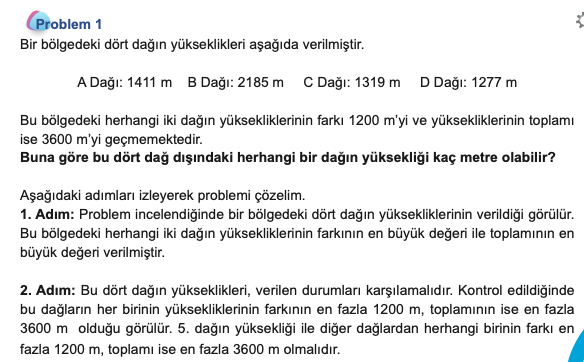 Problem 1
Bir bölgedeki dört dağın yükseklikleri aşağıda verilmiştir.
A Dağı: 1411 m B Dağı: 2185 m C Dağı: 1319 m D Dağı: 1277 m
Bu bölgedeki herhangi iki dağın yüksekliklerinin farkı 1200 m'yi ve yüksekliklerinin toplamı
ise 3600 m'yi geçmemektedir.
Buna göre bu dört dağ dışındaki herhangi bir dağın yüksekliği kaç metre olabilir?
Aşağıdaki adımları izleyerek problemi çözelim.
1. Adım: Problem incelendiğinde bir bölgedeki dört dağın yüksekliklerinin verildiği görülür.
Bu bölgedeki herhangi iki dağın yüksekliklerinin farkının en büyük değeri ile toplamının en
büyük değeri verilmiştir.
2. Adım: Bu dört dağın yükseklikleri, verilen durumları karşılamalıdır. Kontrol edildiğinde
bu dağların her birinin yüksekliklerinin farkının en fazla 1200 m, toplamının ise en fazla
3600 m olduğu görülür. 5. dağın yüksekliği ile diğer dağlardan herhangi birinin farkı en
fazla 1200 m, toplamı ise en fazla 3600 m olmalıdır.